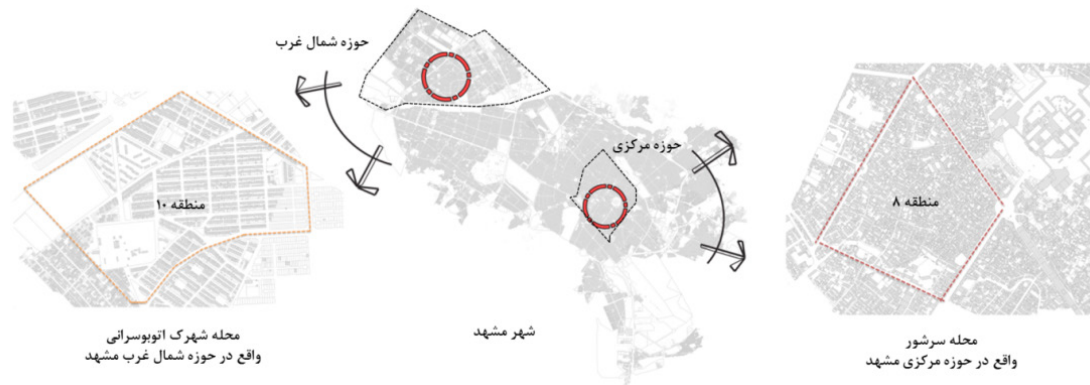 حوزه شمال غرب
حوزه مرکزی
منطقه ۸
منطقه ۱۰
شهر مشهد
محله سرشور
واقع در حوزه مرکزی مشهد
محله شهرک اتوبوسرانی
واقع در حوزه شمال غرب مشهد